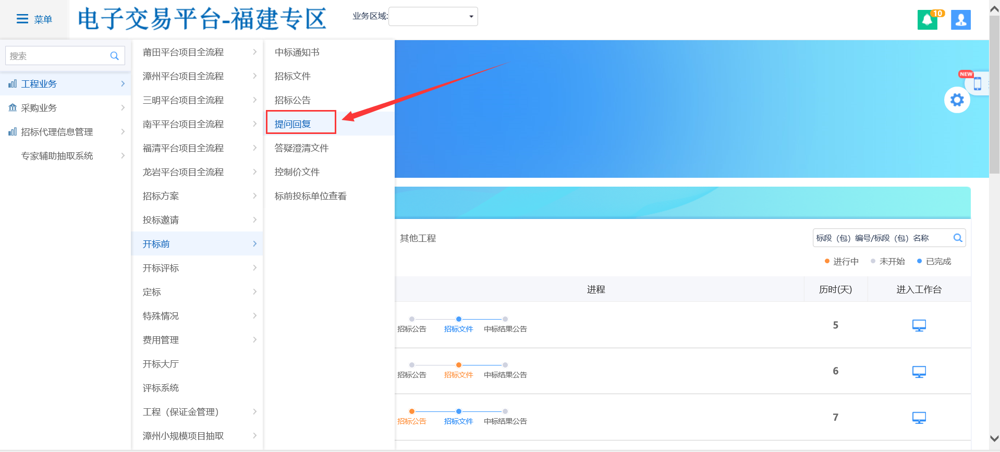 菜单
电子交易平台-福建专区
业务区域:
10
搜索
工程业务
采购业务
招标代理信息管理
专家辅助抽取系统
莆田平台项目全流程
漳州平台项目全流程
三明平台项目全流程
南平平台项目全流程
福清平台项目全流程
龙岩平台项目全流程
招标方案
投标邀请
开标前
开标评标
定标
特殊情况
费用管理
开标大厅
评标系统
工程（保证金管理）
漳州小规模项目抽取
中标通知书
招标文件
招标公告
提问回复
答疑澄清文件
控制价文件
标前投标单位查看
NEW
其他工程
标段（包）编号/标段（包）名称
进行中
未开始
已完成
进程
历时(天)
进入工作台
招标公告
招标文件
中标结果公告
5
招标公告
招标文件
中标结果公告
6
招标公告
招标文件
中标结果公告
7